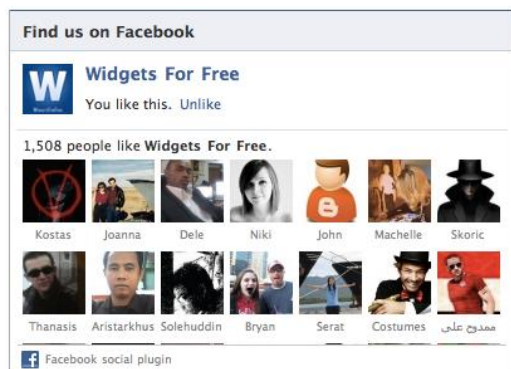 Find us on Facebook
W
Widgets For Free
You like this. Unlike
1,508 people like Widgets For Free.
Kostas Joanna Dele Niki John Machelle Skoric
Thanasis Aristarkhus Solehuddin Bryan Serat Costumes ممدوح علي
Facebook social plugin